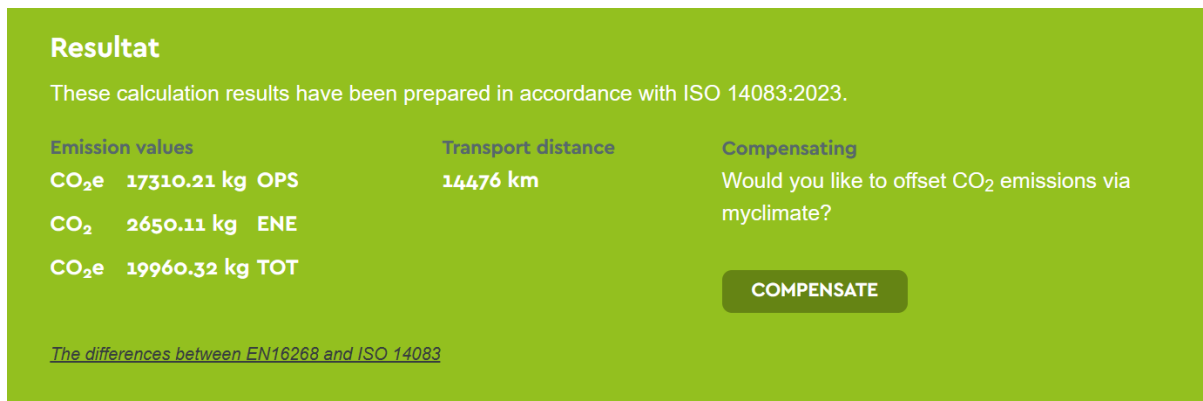 Resultat
These calculation results have been prepared in accordance with ISO 14083:2023.
Emission values
CO₂e 17310.21 kg OPS
CO₂ 2650.11 kg ENE
CO₂e 19960.32 kg TOT
Transport distance
14476 km
Compensating
Would you like to offset CO₂ emissions via
myclimate?
COMPENSATE
The differences between EN16268 and ISO 14083